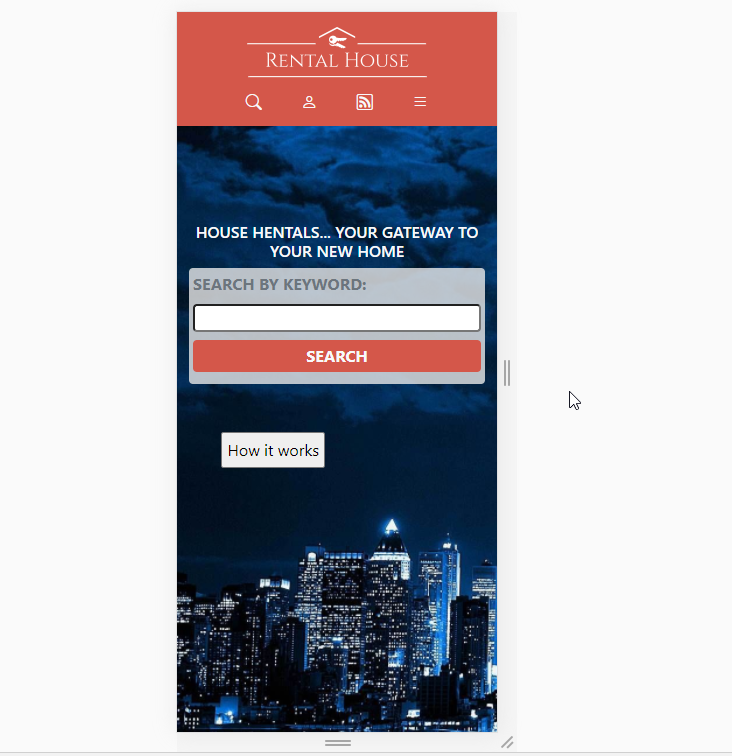 RENTAL HOUSE
HOUSE HENTALS... YOUR GATEWAY TO
YOUR NEW HOME
SEARCH BY KEYWORD:
SEARCH
How it works